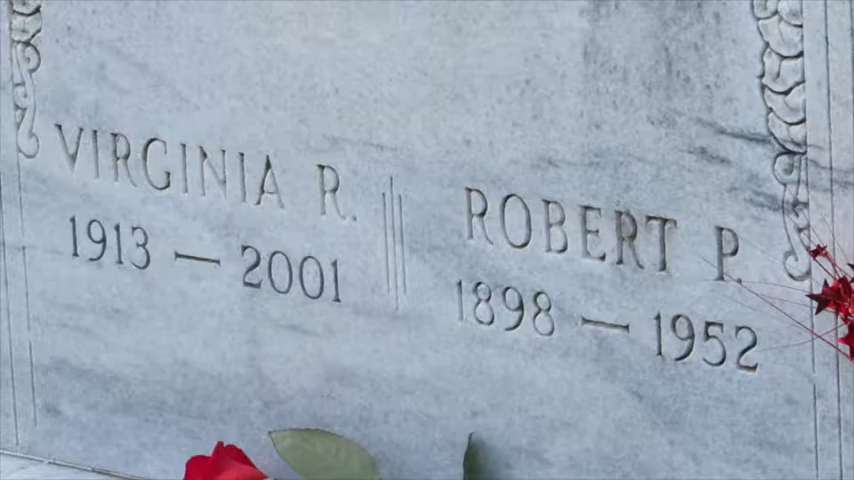 VIRGINIA R.
1913 — 2001
ROBERT P
1898 — 1952